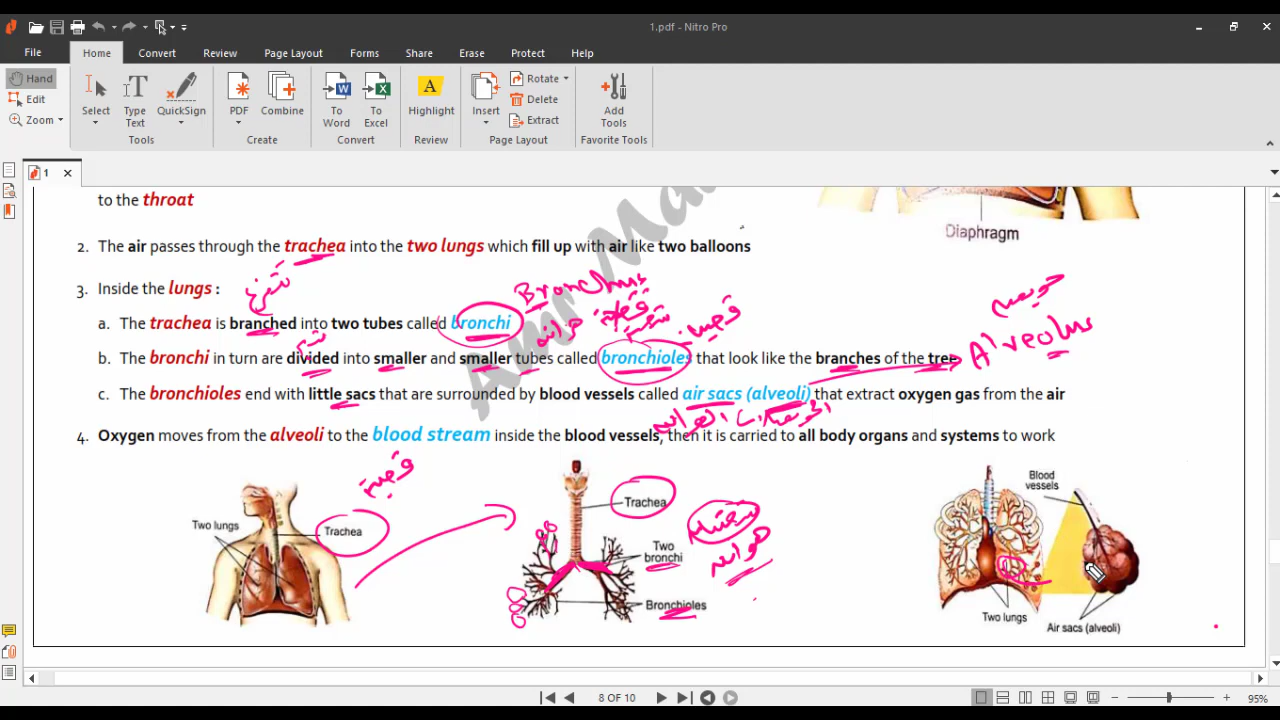 1.pdf - Nitro Pro
File Home Convert Review Page Layout Forms Share Erase Protect Help
Hand
Edit
Zoom
Select
Type Text
QuickSign
PDF
Combine
To Word
To Excel
Highlight
Insert
Rotate
Delete
Extract
Add Tools
Tools Create Convert Review Page Layout Favorite Tools
1
to the throat
Diaphragm
2. The air passes through the trachea into the two lungs which fill up with air like two balloons
3. Inside the lungs :
Bronchus
a. The trachea is branched into two tubes called bronchi
Alveolus
b. The bronchi in turn are divided into smaller and smaller tubes called bronchioles that look like the branches of the tree
c. The bronchioles end with little sacs that are surrounded by blood vessels called air sacs (alveoli) that extract oxygen gas from the air
4. Oxygen moves from the alveoli to the blood stream inside the blood vessels, then it is carried to all body organs and systems to work
قصبة
Two lungs
Trachea
Trachea
Two bronchi
Bronchioles
Blood vessels
Two lungs
Air sacs (alveoli)
8 OF 10
95%